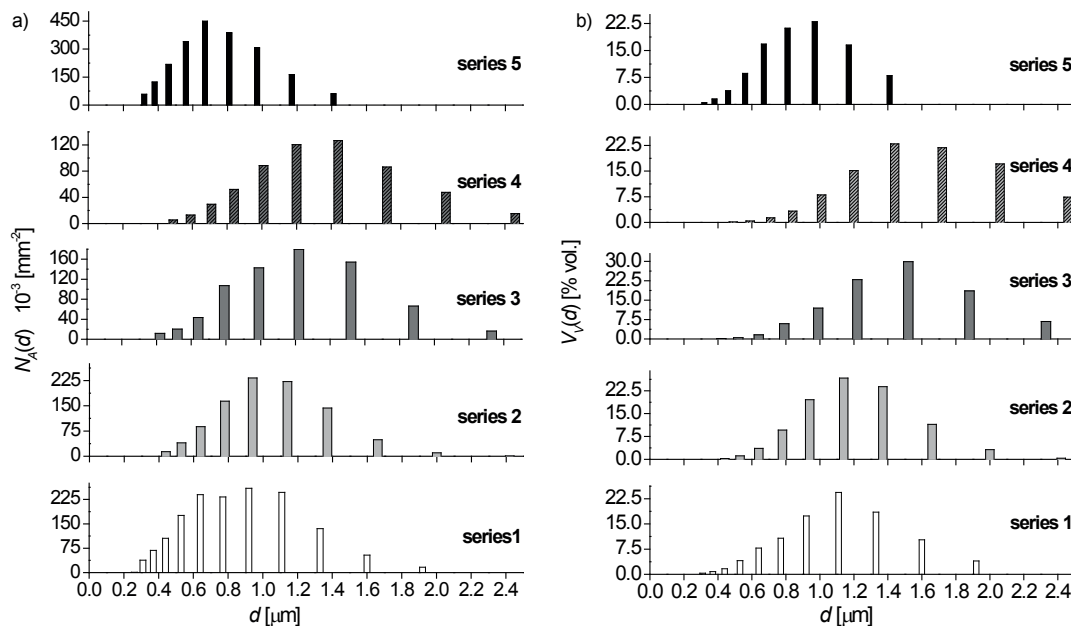 a)
450
300
150
0
series 5
120
80
40
0
series 4
160
120
80
40
0
series 3
225
150
75
0
series 2
225
150
75
0
series1
0.0 0.2 0.4 0.6 0.8 1.0 1.2 1.4 1.6 1.8 2.0 2.2 2.4
d [µm]
N_A(d) 10⁻³ [mm⁻²]
b)
22.5
15.0
7.5
0.0
series 5
22.5
15.0
7.5
0.0
series 4
30.0
22.5
15.0
7.5
0.0
series 3
22.5
15.0
7.5
0.0
series 2
22.5
15.0
7.5
0.0
series 1
0.0 0.2 0.4 0.6 0.8 1.0 1.2 1.4 1.6 1.8 2.0 2.2 2.4
d [µm]
V_V(d) [% vol.]